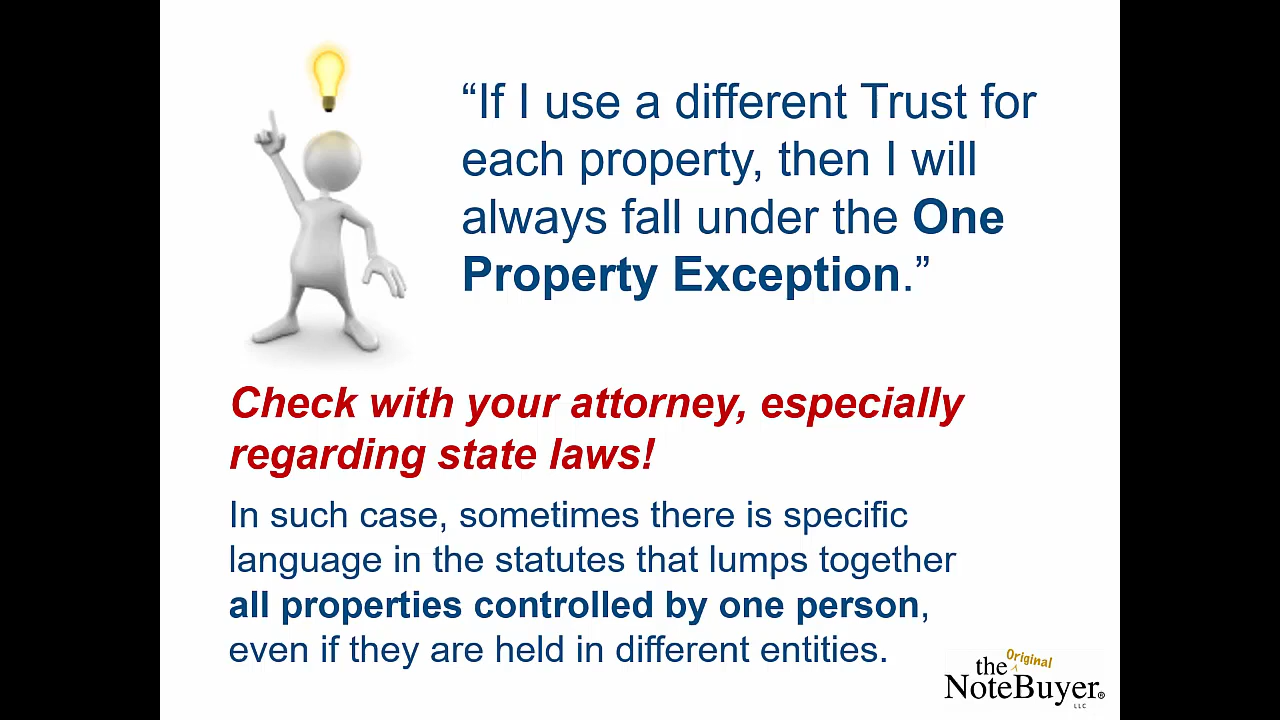 “If I use a different Trust for
each property, then I will
always fall under the One
Property Exception.”
Check with your attorney, especially
regarding state laws!
In such case, sometimes there is specific
language in the statutes that lumps together
all properties controlled by one person,
even if they are held in different entities.
the Original
NoteBuyer®
LLC